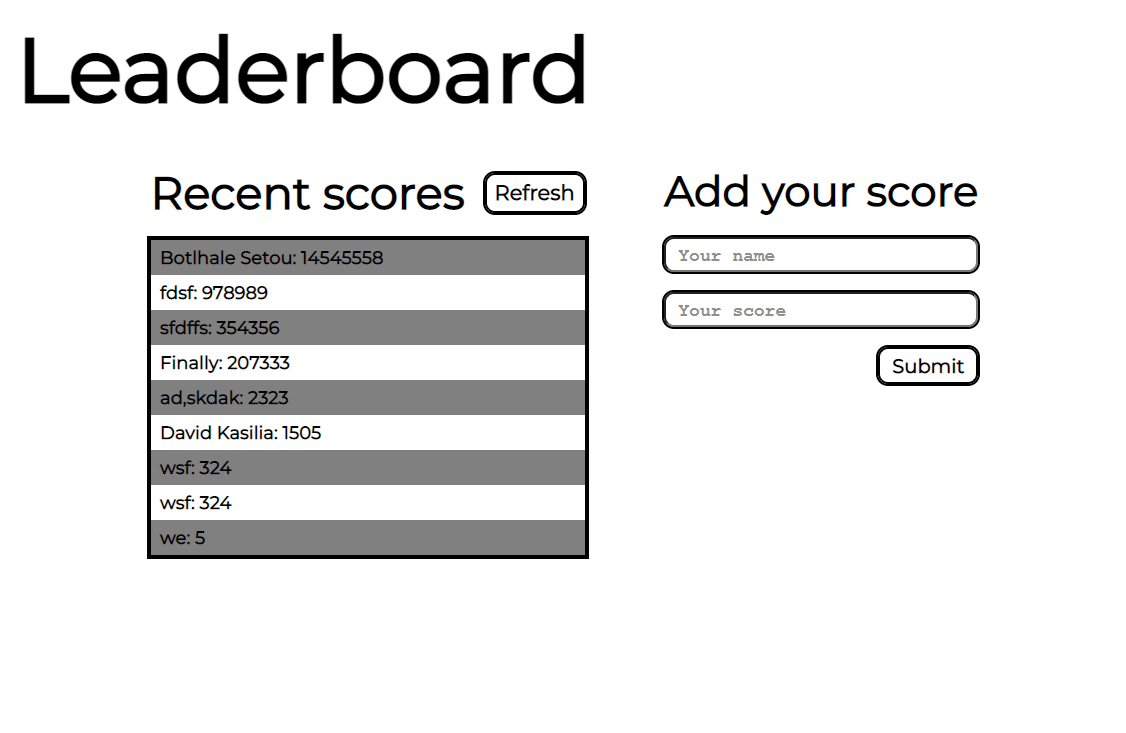 Leaderboard
Recent scores
Refresh
Botlhale Setou: 14545558
fdsf: 978989
sfdffs: 354356
Finally: 207333
ad,skdak: 2323
David Kasilia: 1505
wsf: 324
wsf: 324
we: 5
Add your score
Your name
Your score
Submit